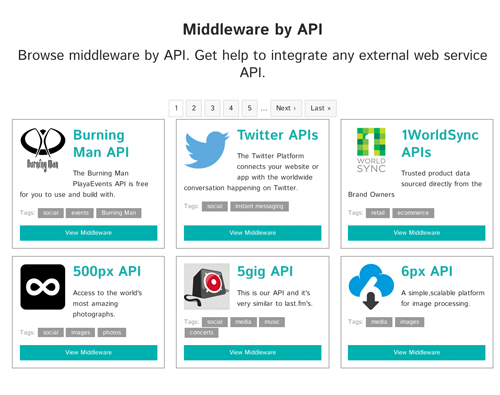 Middleware by API
Browse middleware by API. Get help to integrate any external web service
API.
1 2 3 4 5 ... Next › Last »
Burning
Man API
Burning Man
The Burning Man
PlayaEvents API is free
for you to use and build with.
Tags: social events Burning Man
View Middleware
Twitter APIs
The Twitter Platform
connects your website or
app with the worldwide
conversation happening on Twitter.
Tags: social instant messaging
View Middleware
1WorldSync
APIs
1
WORLD
SYNC
Trusted product data
sourced directly from the
Brand Owners
Tags: retail ecommerce
View Middleware
500px API
Access to the world's
most amazing
photographs.
Tags: social images photos
View Middleware
5gig API
This is our API and it's
very similar to last.fm's.
Tags: social media music
concerts
View Middleware
6px API
6
A simple,scalable platform
for image processing.
Tags: media images
View Middleware